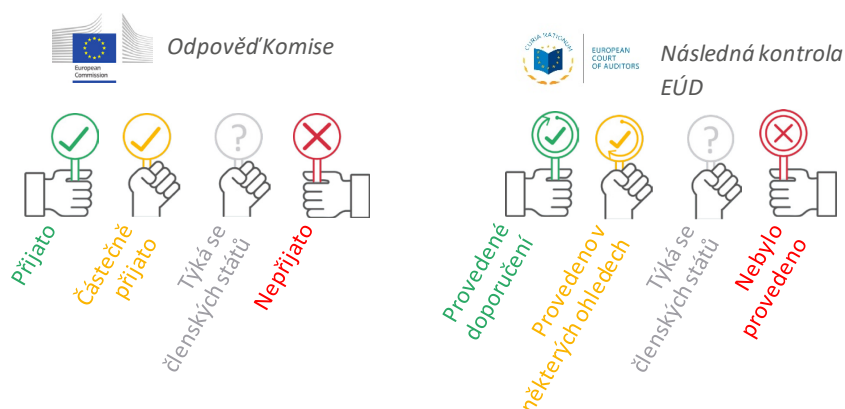 European
Commission
Odpověď Komise
CURIA RATIONUM
EUROPEAN
COURT
OF AUDITORS
Následná kontrola
EÚD
?
?
Přijato
Částečně
přijato
Týká se
členských států
Nepřijato
Provedené
doporučení
Provedeno v
některých ohledech
Týká se
členských států
Nebylo
provedeno